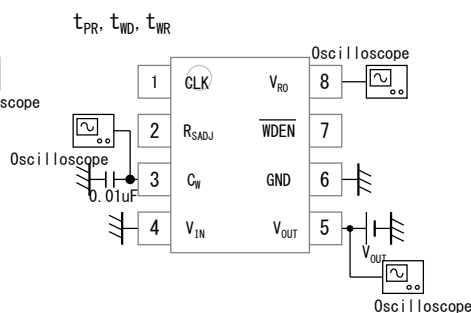 tPR, tWD, tWR
Oscilloscope
1 CLK VRO 8
scope
2 RSADJ WDEN 7
Oscilloscope
3 CW GND 6
0.01uF
4 VIN VOUT 5
VOUT
Oscilloscope